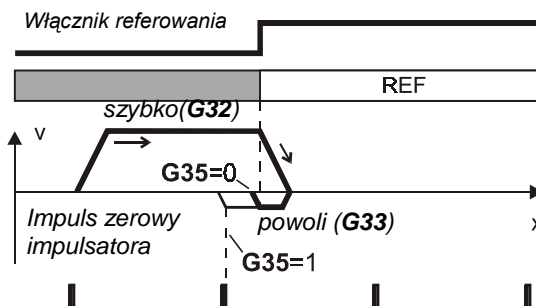 Włącznik referowania
REF
szybko(G32)
v
G35=0
Impuls zerowy
impulsatora
powoli (G33)
x
G35=1